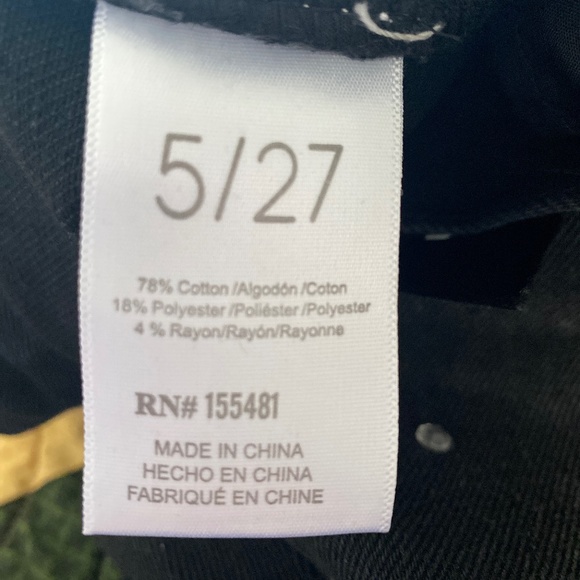 5/27
78% Cotton /Algodón /Coton
18% Polyester /Poliéster /Polyester
4 % Rayon/Rayón/Rayonne
RN# 155481
MADE IN CHINA
HECHO EN CHINA
FABRIQUÉ EN CHINE